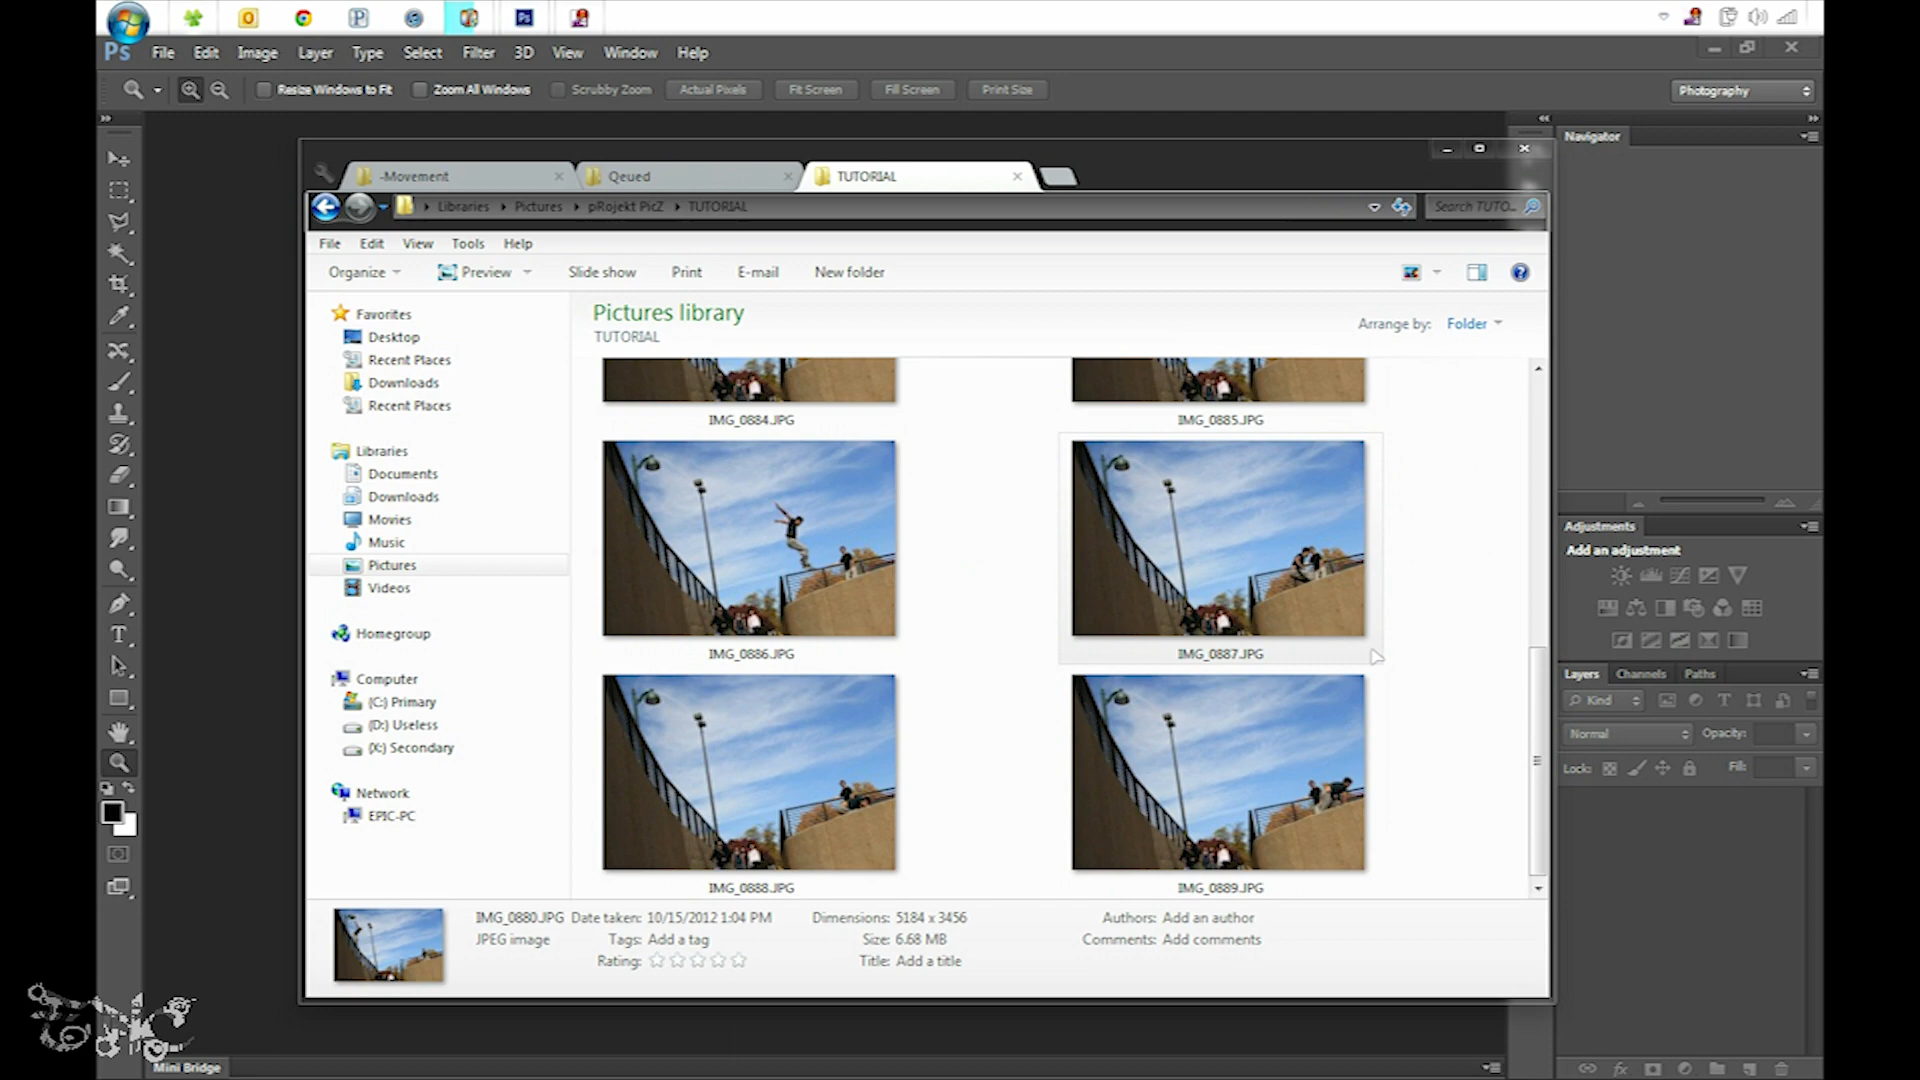 Ps File Edit Image Layer Type Select Filter 3D View Window Help
Resize Windows to Fit Zoom All Windows Scrubby Zoom Actual Pixels Fit Screen Fill Screen Print Size Photography
Navigator
-Movement Qeued TUTORIAL
Libraries Pictures pRojekt PicZ TUTORIAL Search TUTO...
File Edit View Tools Help
Organize Preview Slide show Print E-mail New folder
Pictures library
TUTORIAL
Arrange by: Folder
Favorites
Desktop
Recent Places
Downloads
Recent Places
Libraries
Documents
Downloads
Movies
Music
Pictures
Videos
Homegroup
Computer
(C:) Primary
(D:) Useless
(X:) Secondary
Network
EPIC-PC
IMG_0884.JPG IMG_0885.JPG
IMG_0886.JPG IMG_0887.JPG
IMG_0888.JPG IMG_0889.JPG
IMG_0880.JPG Date taken: 10/15/2012 1:04 PM Dimensions: 5184 x 3456 Authors: Add an author
JPEG image Tags: Add a tag Size: 6.68 MB Comments: Add comments
Rating: Title: Add a title
Adjustments
Add an adjustment
Layers Channels Paths
Kind
Normal Opacity:
Lock: Fill:
Mini Bridge